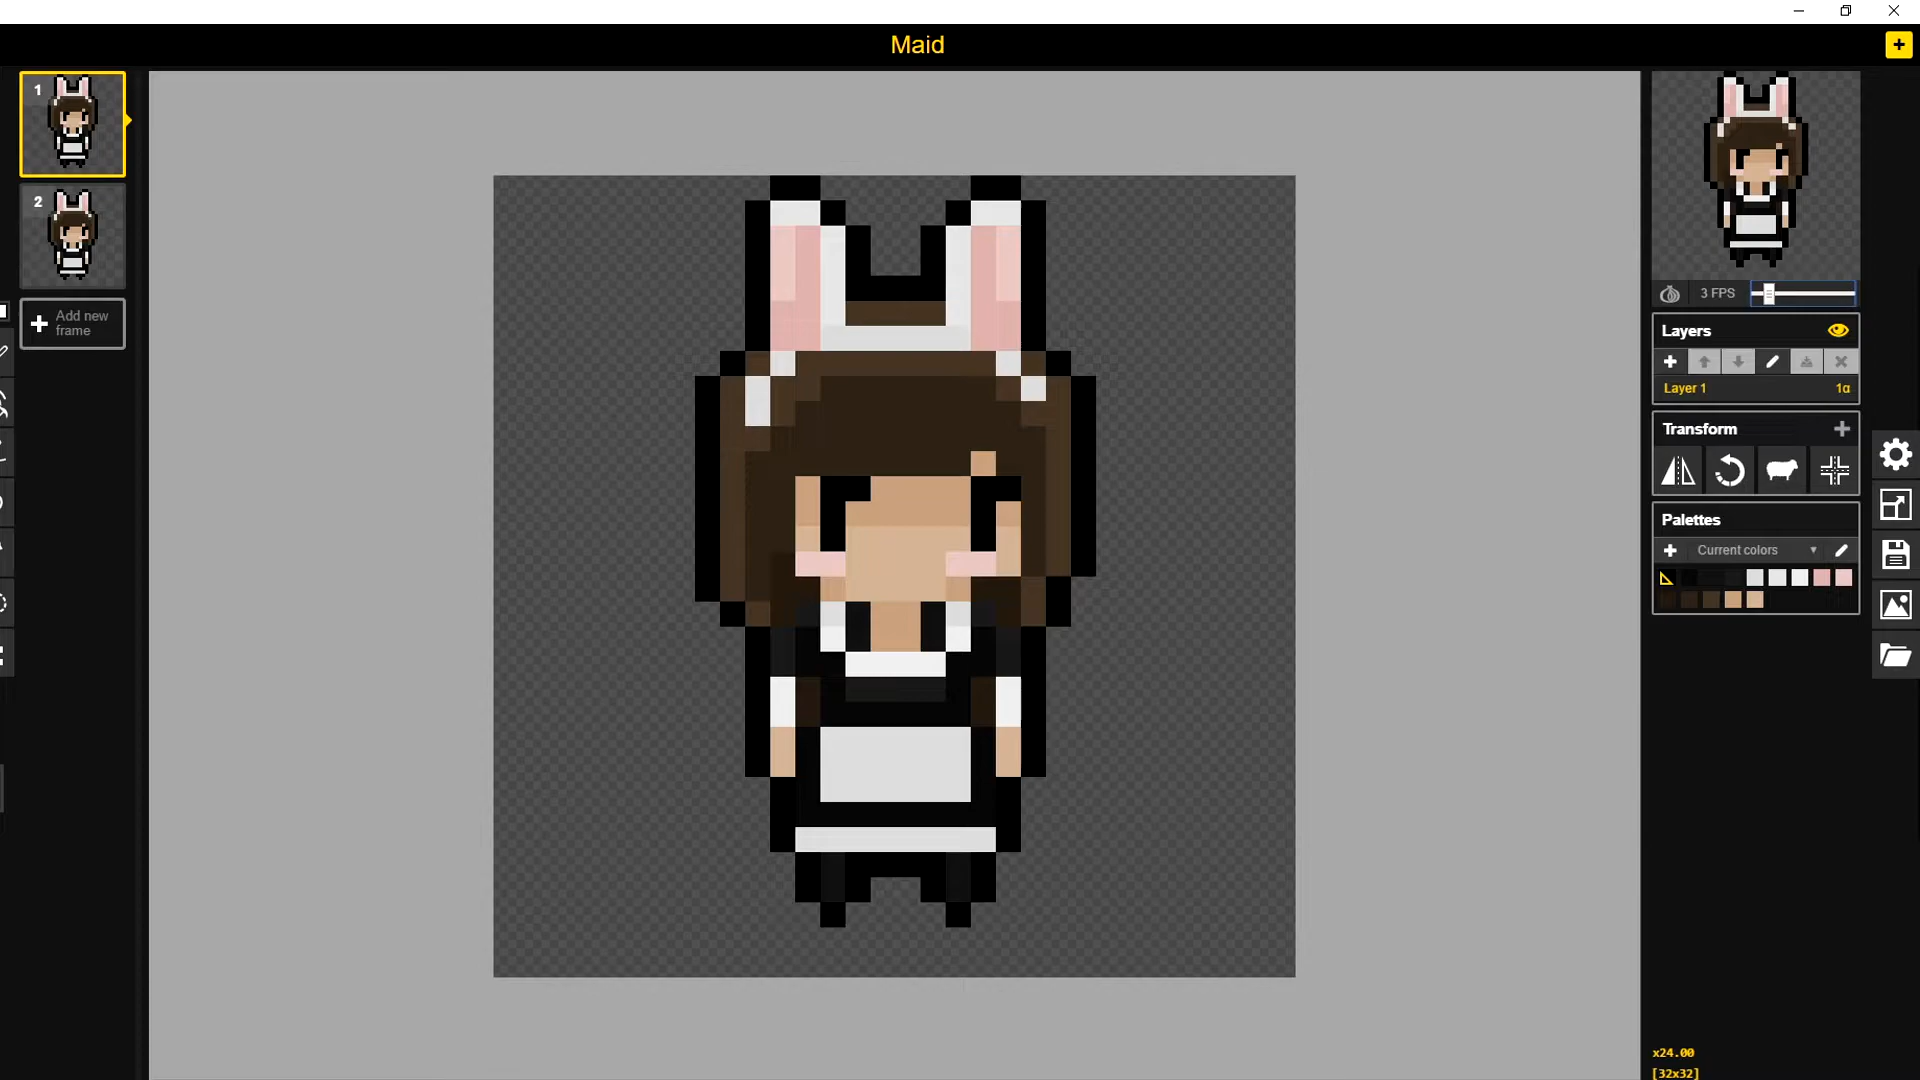 Maid
1
2
Add new
frame
3 FPS
Layers
Layer 1
1α
Transform
Palettes
Current colors
x24.00
[32x32]